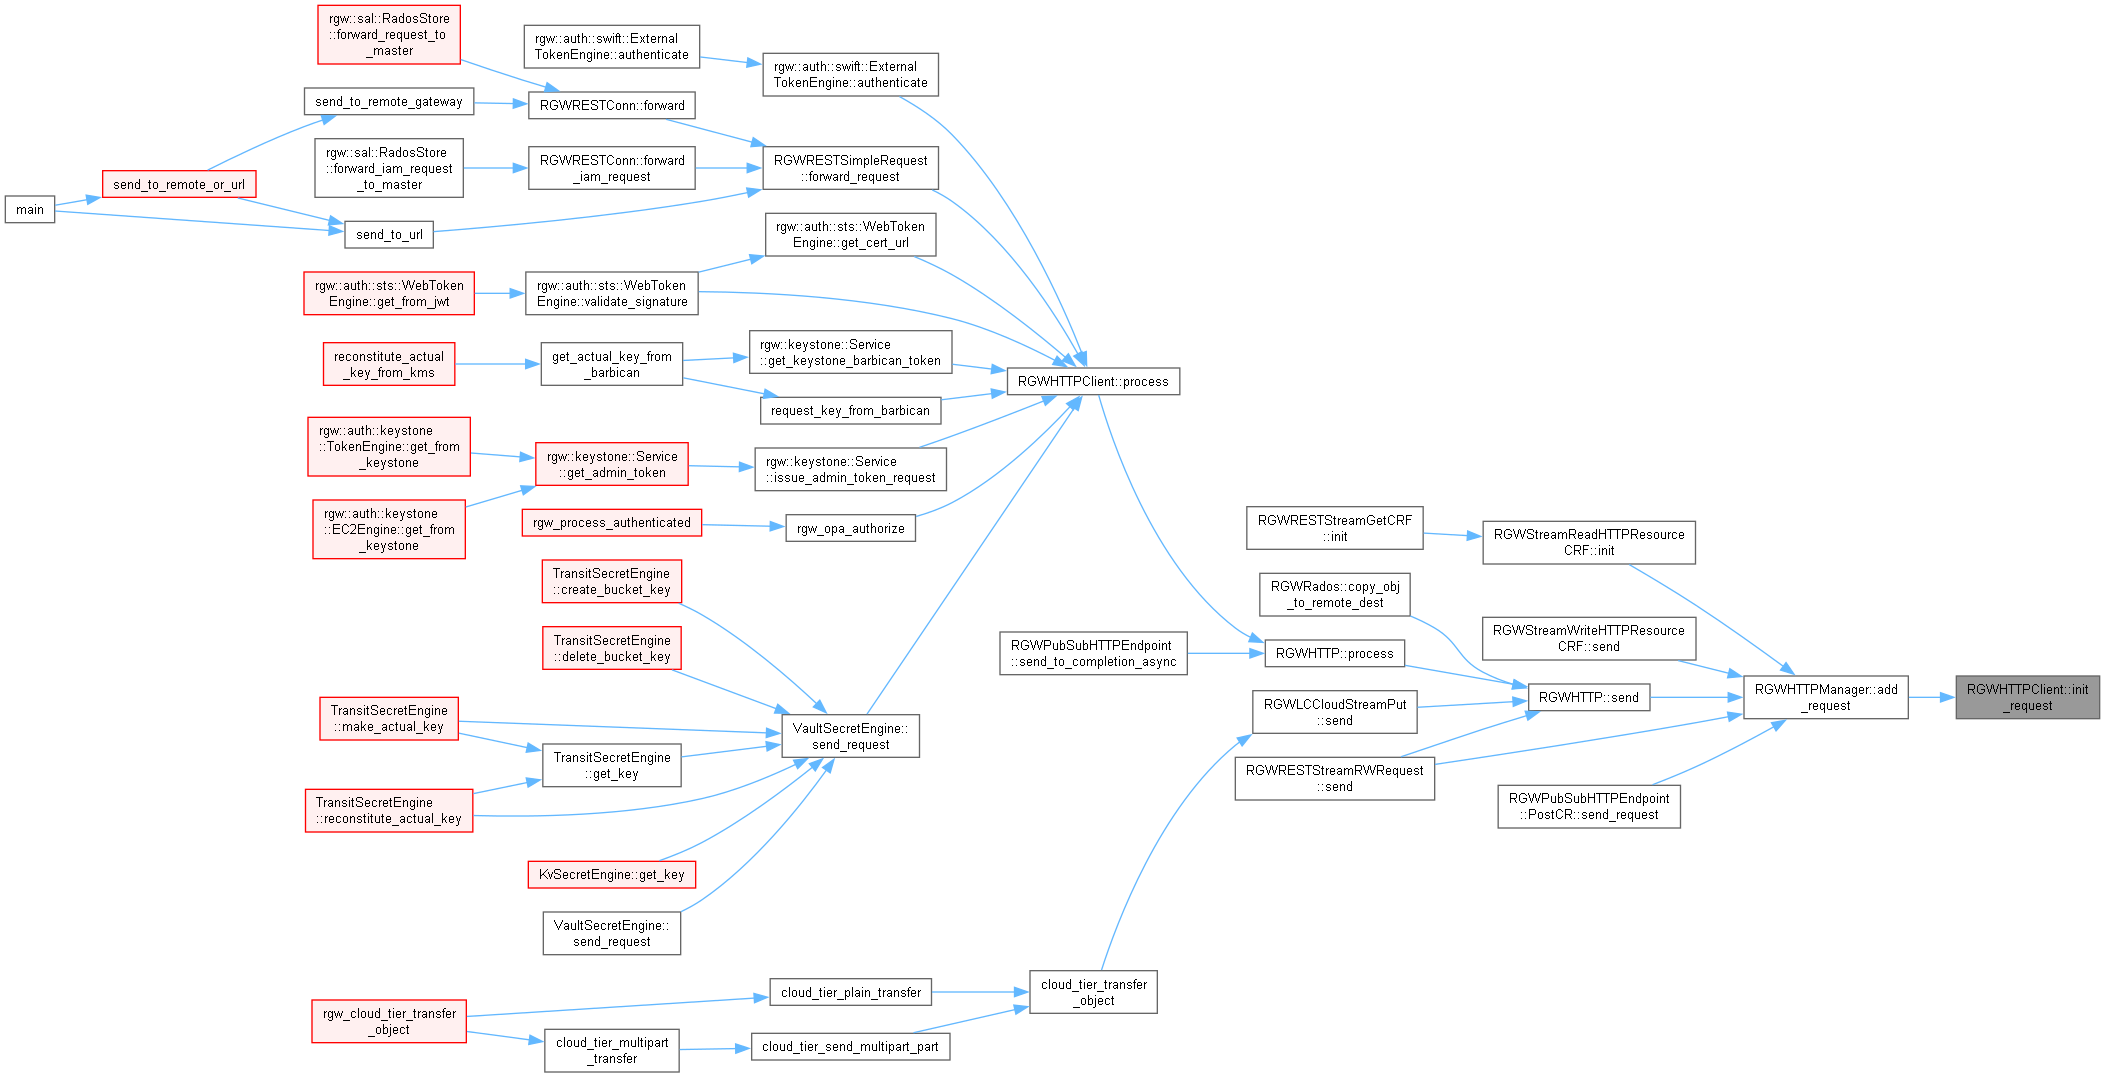 rgw::sal::RadosStore
::forward_request_to
_master
rgw::auth::swift::External
TokenEngine::authenticate
rgw::auth::swift::External
TokenEngine::authenticate
send_to_remote_gateway
RGWRESTConn::forward
rgw::sal::RadosStore
::forward_iam_request
_to_master
RGWRESTConn::forward
_iam_request
RGWRESTSimpleRequest
::forward_request
send_to_remote_or_url
main
send_to_url
rgw::auth::sts::WebToken
Engine::get_cert_url
rgw::auth::sts::WebToken
Engine::get_from_jwt
rgw::auth::sts::WebToken
Engine::validate_signature
reconstitute_actual
_key_from_kms
get_actual_key_from
_barbican
rgw::keystone::Service
::get_keystone_barbican_token
RGWHTTPClient::process
request_key_from_barbican
rgw::auth::keystone
::TokenEngine::get_from
_keystone
rgw::keystone::Service
::get_admin_token
rgw::keystone::Service
::issue_admin_token_request
rgw::auth::keystone
::EC2Engine::get_from
_keystone
rgw_process_authenticated
rgw_opa_authorize
RGWRESTStreamGetCRF
::init
RGWStreamReadHTTPResource
CRF::init
TransitSecretEngine
::create_bucket_key
RGWRados::copy_obj
_to_remote_dest
TransitSecretEngine
::delete_bucket_key
RGWPubSubHTTPEndpoint
::send_to_completion_async
RGWHTTP::process
RGWStreamWriteHTTPResource
CRF::send
TransitSecretEngine
::make_actual_key
VaultSecretEngine::
send_request
RGWLCCloudStreamPut
::send
RGWHTTP::send
RGWHTTPManager::add
_request
RGWHTTPClient::init
_request
TransitSecretEngine
::get_key
RGWRESTStreamRWRequest
::send
TransitSecretEngine
::reconstitute_actual_key
RGWPubSubHTTPEndpoint
::PostCR::send_request
KvSecretEngine::get_key
VaultSecretEngine::
send_request
cloud_tier_plain_transfer
cloud_tier_transfer
_object
rgw_cloud_tier_transfer
_object
cloud_tier_multipart
_transfer
cloud_tier_send_multipart_part